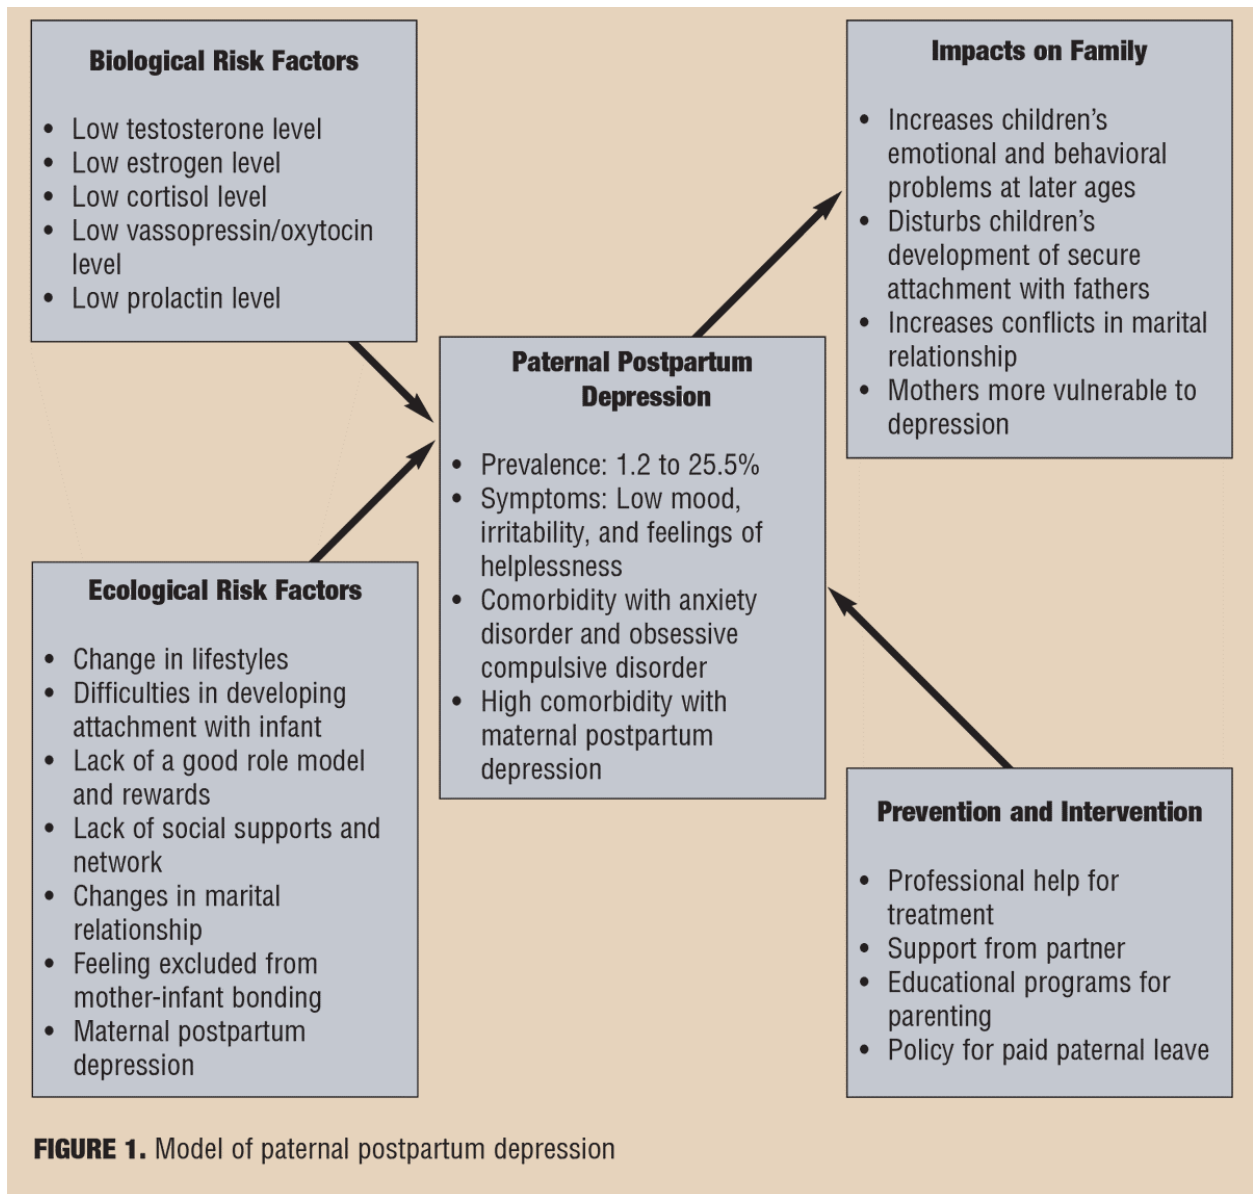 Biological Risk Factors
• Low testosterone level
• Low estrogen level
• Low cortisol level
• Low vassopressin/oxytocin
level
• Low prolactin level
Ecological Risk Factors
• Change in lifestyles
• Difficulties in developing
attachment with infant
• Lack of a good role model
and rewards
• Lack of social supports and
network
• Changes in marital
relationship
• Feeling excluded from
mother-infant bonding
• Maternal postpartum
depression
Paternal Postpartum
Depression
• Prevalence: 1.2 to 25.5%
• Symptoms: Low mood,
irritability, and feelings of
helplessness
• Comorbidity with anxiety
disorder and obsessive
compulsive disorder
• High comorbidity with
maternal postpartum
depression
Impacts on Family
• Increases children’s
emotional and behavioral
problems at later ages
• Disturbs children’s
development of secure
attachment with fathers
• Increases conflicts in marital
relationship
• Mothers more vulnerable to
depression
Prevention and Intervention
• Professional help for
treatment
• Support from partner
• Educational programs for
parenting
• Policy for paid paternal leave
FIGURE 1. Model of paternal postpartum depression